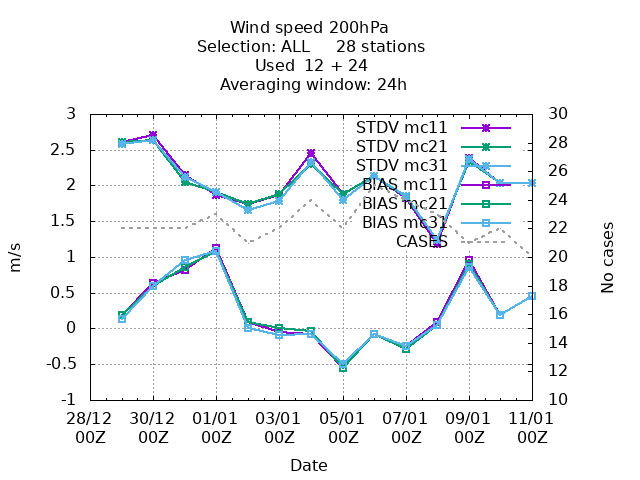 Wind speed 200hPa
Selection: ALL 28 stations
Used 12 + 24
Averaging window: 24h
3
2.5
2
1.5
1
0.5
0
-0.5
-1
m/s
30
28
26
24
22
20
18
16
14
12
10
No cases
STDV mc11
STDV mc21
STDV mc31
BIAS mc11
BIAS mc21
BIAS mc31
CASES
28/12 30/12 01/01 03/01 05/01 07/01 09/01 11/01
00Z 00Z 00Z 00Z 00Z 00Z 00Z 00Z
Date